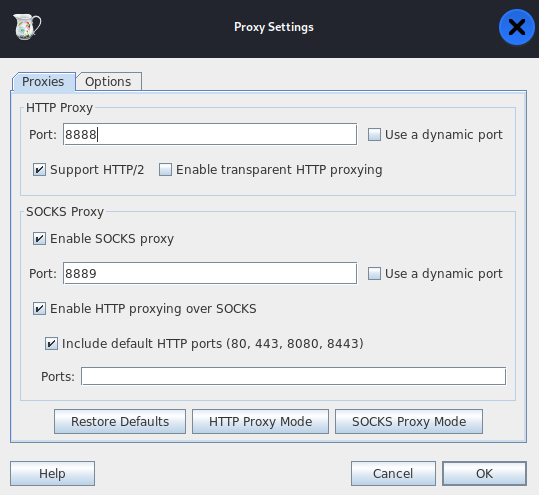 Proxy Settings
Proxies Options
HTTP Proxy
Port: 8888 Use a dynamic port
Support HTTP/2 Enable transparent HTTP proxying
SOCKS Proxy
Enable SOCKS proxy
Port: 8889 Use a dynamic port
Enable HTTP proxying over SOCKS
Include default HTTP ports (80, 443, 8080, 8443)
Ports:
Restore Defaults HTTP Proxy Mode SOCKS Proxy Mode
Help Cancel OK